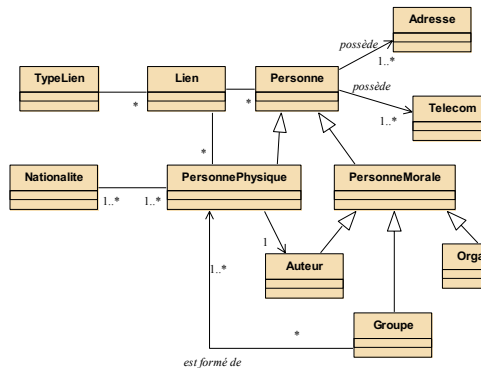 Adresse
possède
1..*
TypeLien
Lien
Personne
possède
*
*
1..*
Telecom
*
Nationalite
PersonnePhysique
PersonneMorale
1..*
1..*
1
Orga
1..*
Auteur
Groupe
*
est formé de